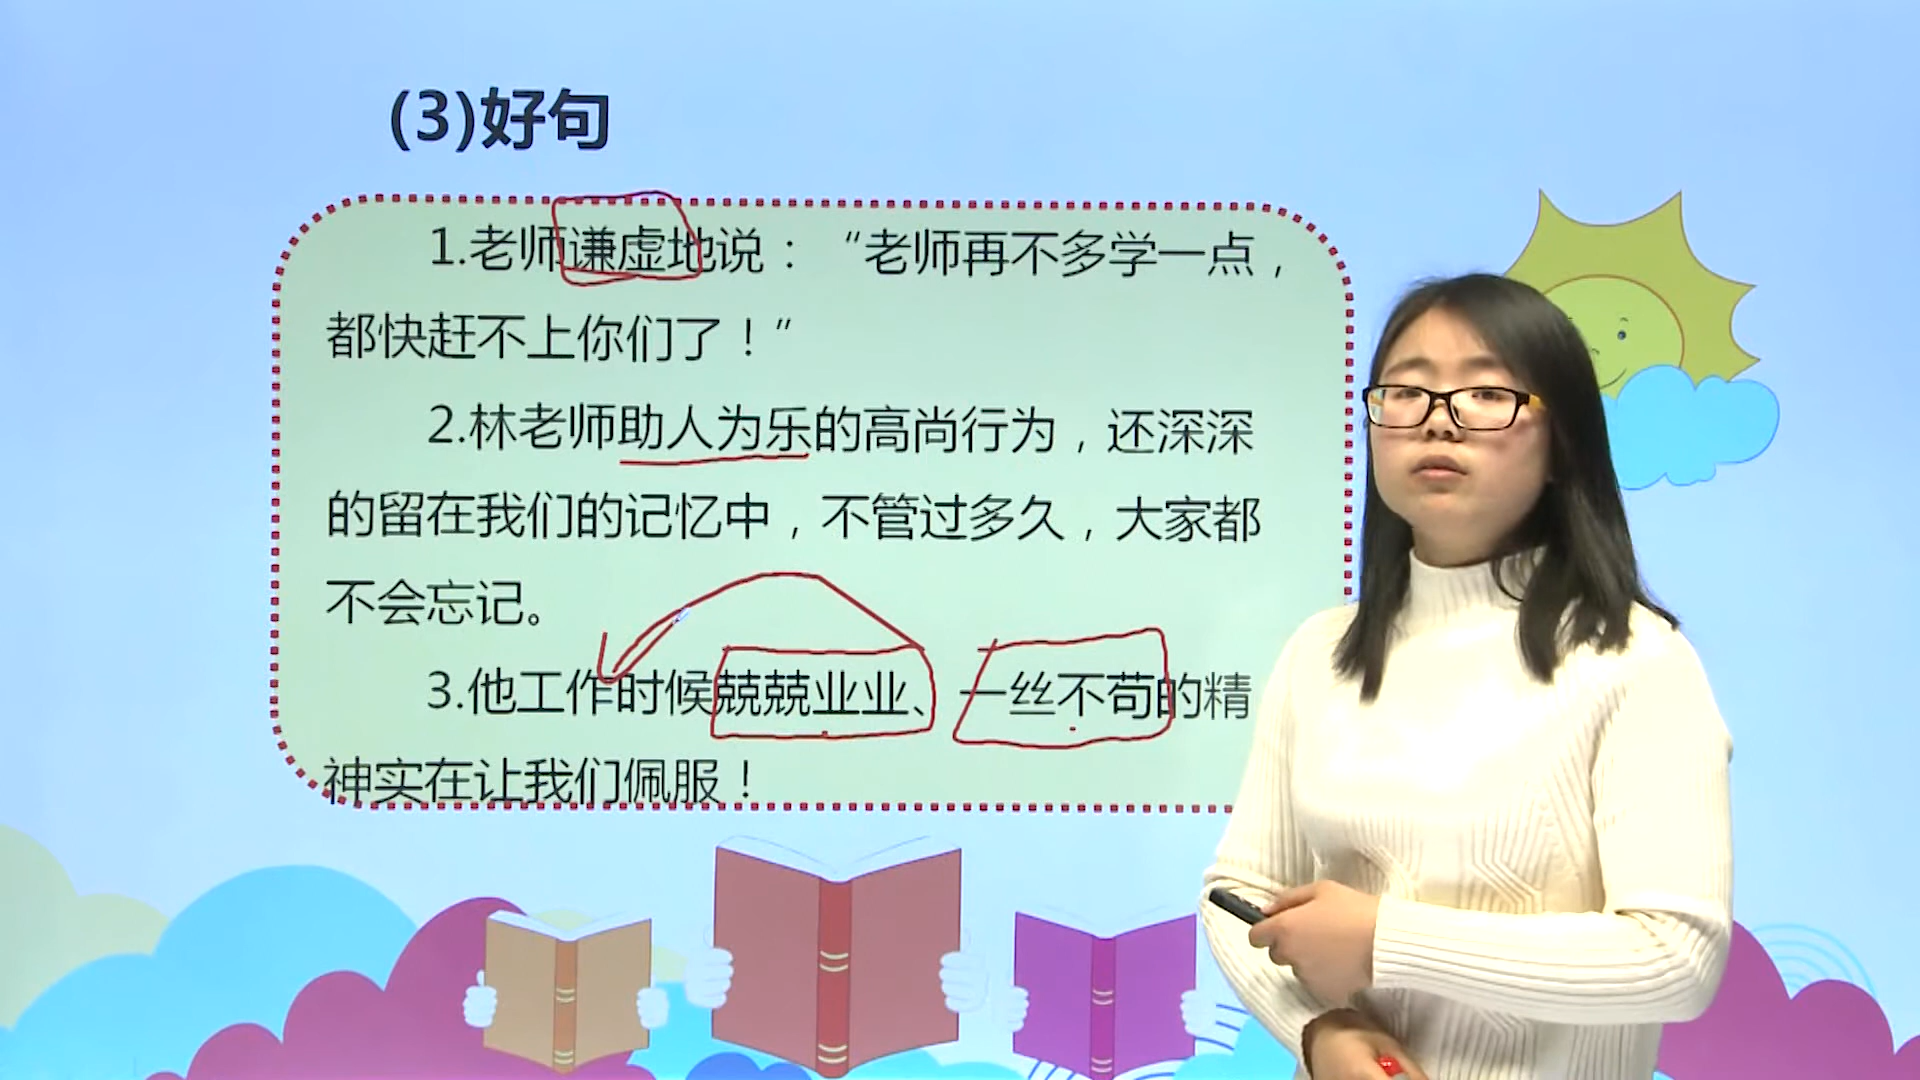 (3)好句
1.老师谦虚地说：“老师再不多学一点，
都快赶不上你们了！”
2.林老师助人为乐的高尚行为，还深深
的留在我们的记忆中，不管过多久，大家都
不会忘记。
3.他工作时候兢兢业业、一丝不苟的精
神实在让我们佩服！